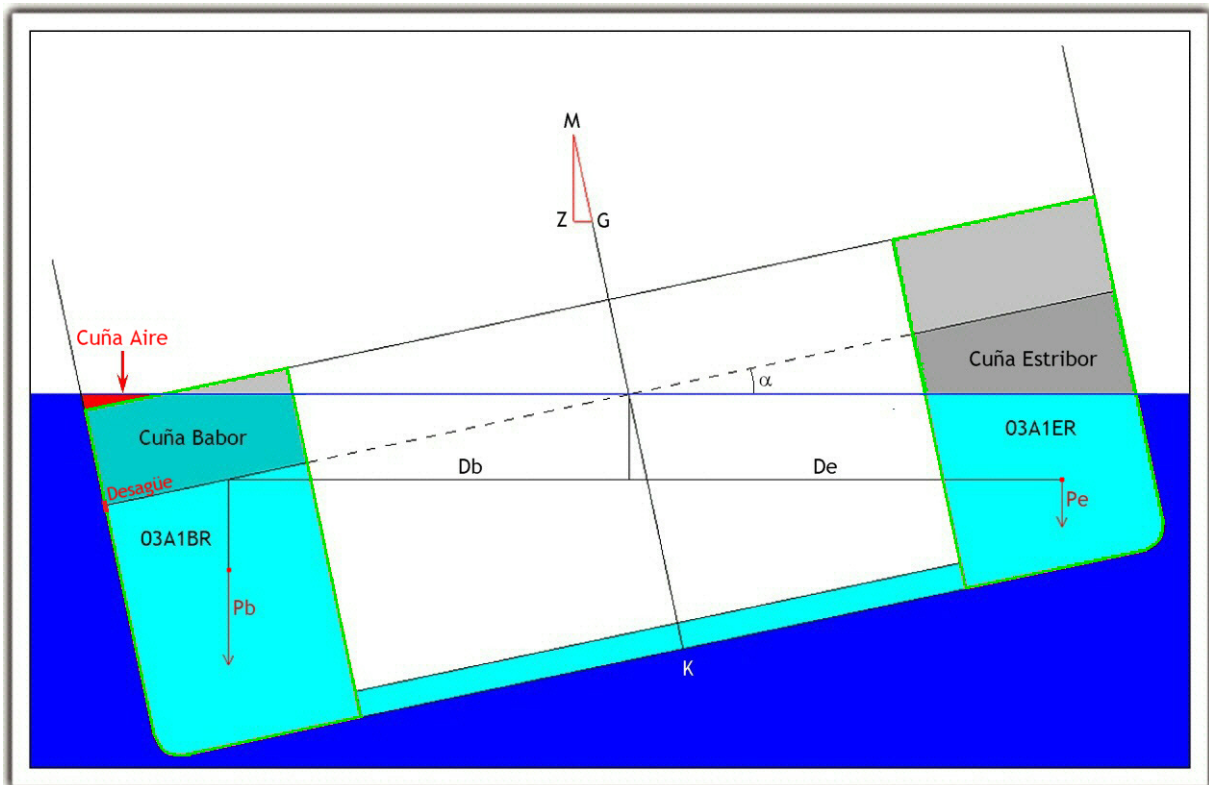 M
Z
G
Cuña Aire
α
Cuña Estribor
Cuña Babor
03A1ER
Db
De
Desagüe
Pe
03A1BR
Pb
K